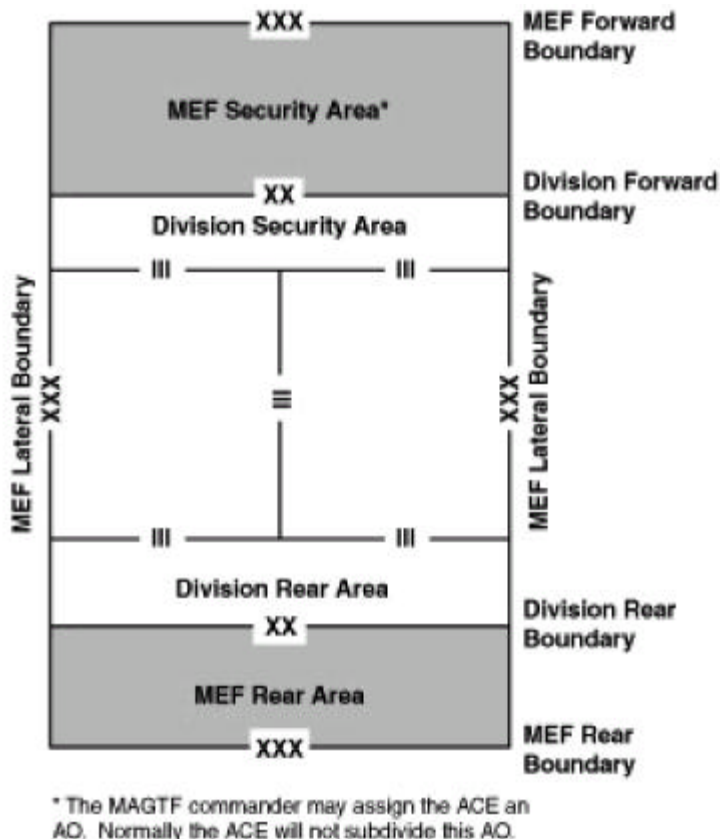 XXX
MEF Forward
Boundary
MEF Security Area*
XX
Division Forward
Boundary
Division Security Area
III
III
MEF Lateral Boundary
XXX
III
XXX
MEF Lateral Boundary
III
III
Division Rear Area
XX
Division Rear
Boundary
MEF Rear Area
XXX
MEF Rear
Boundary
* The MAGTF commander may assign the ACE an
AO. Normally the ACE will not subdivide this AO.